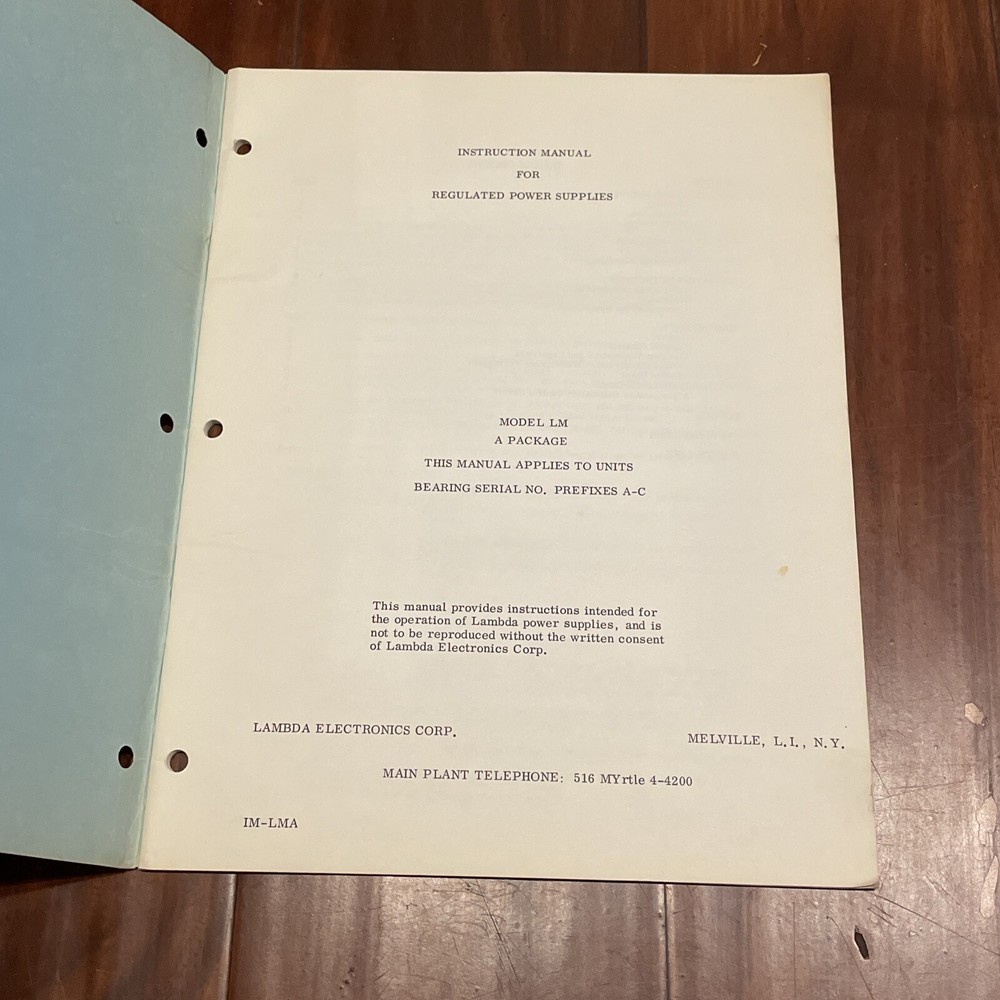 INSTRUCTION MANUAL
FOR
REGULATED POWER SUPPLIES
MODEL LM
A PACKAGE
THIS MANUAL APPLIES TO UNITS
BEARING SERIAL NO. PREFIXES A-C
This manual provides instructions intended for
the operation of Lambda power supplies, and is
not to be reproduced without the written consent
of Lambda Electronics Corp.
LAMBDA ELECTRONICS CORP.
MELVILLE, L.I., N.Y.
MAIN PLANT TELEPHONE: 516 MYrtle 4-4200
IM-LMA